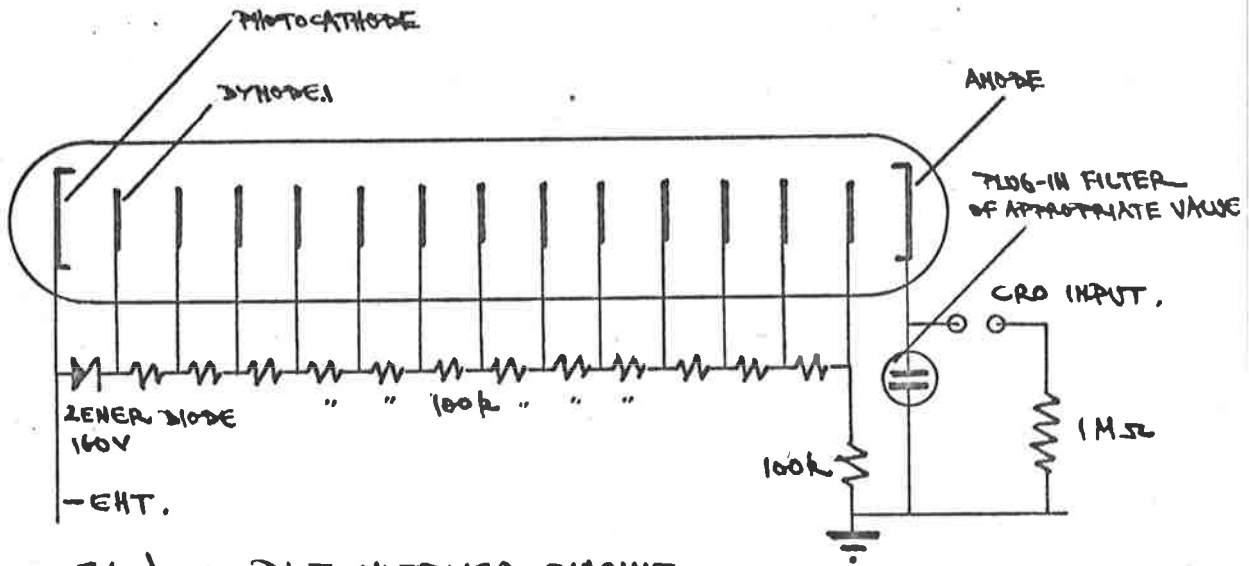 PHOTOCATHODE
DYNODE.1
ANODE
PLUG-IN FILTER
OF APPROPRIATE VALUE
CRO INPUT.
ZENER DIODE
160V
" " 100k " " "
100k
1MΩ
-EHT.